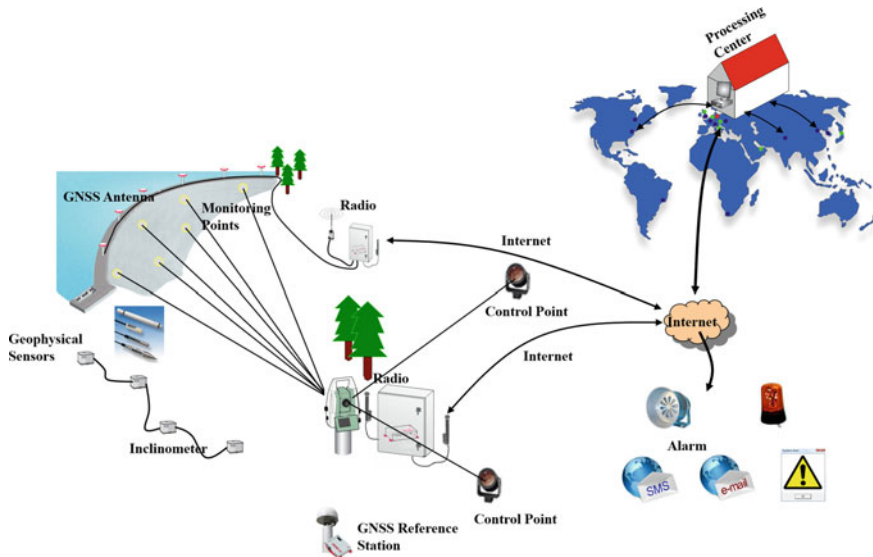 Processing
Center
GNSS Antenna
Monitoring
Points
Radio
Internet
Control Point
Internet
Internet
Geophysical
Sensors
Radio
Inclinometer
Alarm
SMS
e-mail
Control Point
GNSS Reference
Station